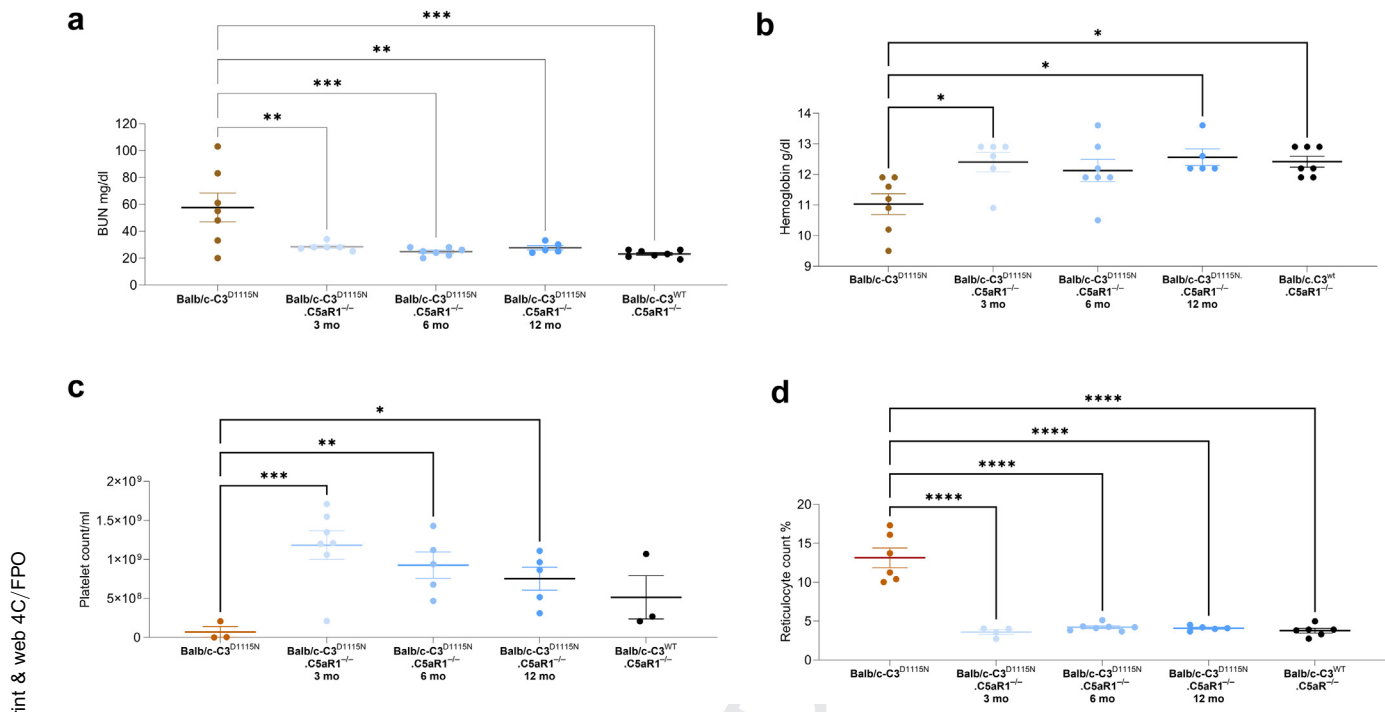 a
***
**
***
**
120
100
80
60
40
20
0
BUN mg/dl
Balb/c-C3D1115N
Balb/c-C3D1115N
.C5aR1−/−
3 mo
Balb/c-C3D1115N
.C5aR1−/−
6 mo
Balb/c-C3D1115N
.C5aR1−/−
12 mo
Balb/c-C3WT
.C5aR1−/−
b
*
*
*
14
13
12
11
10
9
Hemoglobin g/dl
Balb/c-C3D1115N
Balb/c-C3D1115N
.C5aR1−/−
3 mo
Balb/c-C3D1115N
.C5aR1−/−
6 mo
Balb/c-C3D1115N.
.C5aR1−/−
12 mo
Balb/c.C3wt
.C5aR1−/−
c
*
**
***
2×10⁹
1.5×10⁹
1×10⁹
5×10⁸
0
Platelet count/ml
Balb/c-C3D1115N
Balb/c-C3D1115N
.C5aR1−/−
3 mo
Balb/c-C3D1115N
.C5aR1−/−
6 mo
Balb/c-C3D1115N
.C5aR1−/−
12 mo
Balb/c-C3WT
.C5aR1−/−
d
****
****
****
****
20
15
10
5
0
Reticulocyte count %
Balb/c-C3D1115N
Balb/c-C3D1115N
.C5aR1−/−
3 mo
Balb/c-C3D1115N
.C5aR1−/−
6 mo
Balb/c-C3D1115N
.C5aR1−/−
12 mo
Balb/c-C3WT
.C5aR−/−
& web 4C/FPO